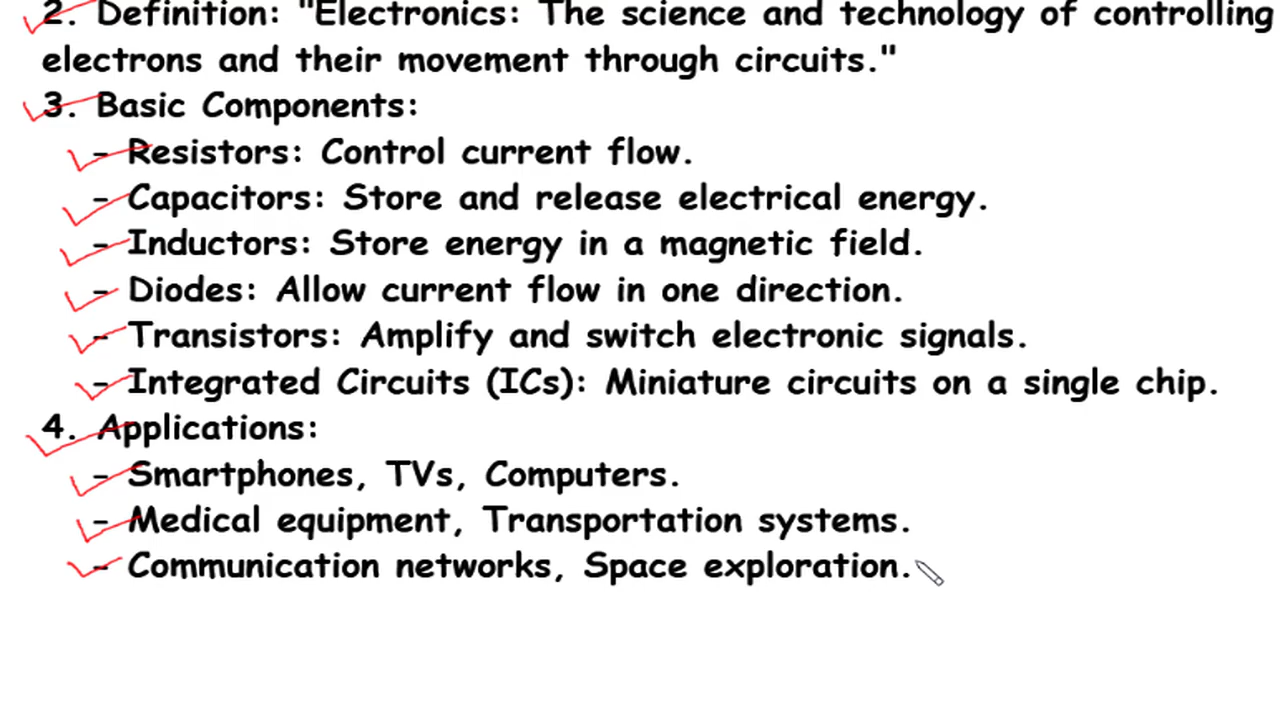 2. Definition: "Electronics: The science and technology of controlling
electrons and their movement through circuits."
3. Basic Components:
- Resistors: Control current flow.
- Capacitors: Store and release electrical energy.
- Inductors: Store energy in a magnetic field.
- Diodes: Allow current flow in one direction.
- Transistors: Amplify and switch electronic signals.
- Integrated Circuits (ICs): Miniature circuits on a single chip.
4. Applications:
- Smartphones, TVs, Computers.
- Medical equipment, Transportation systems.
- Communication networks, Space exploration.